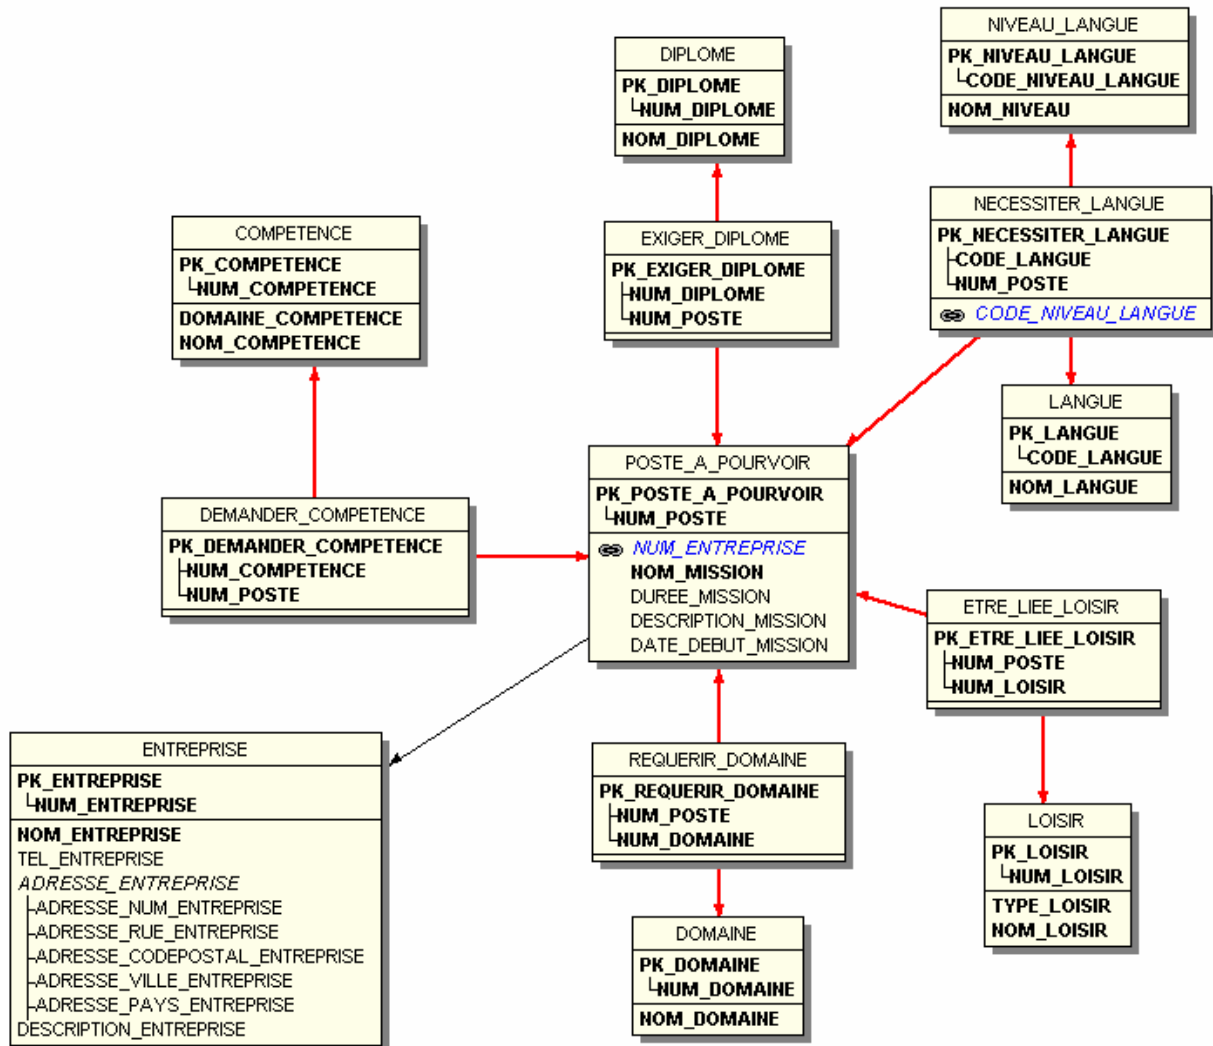 NIVEAU_LANGUE
PK_NIVEAU_LANGUE
CODE_NIVEAU_LANGUE
NOM_NIVEAU
DIPLOME
PK_DIPLOME
NUM_DIPLOME
NOM_DIPLOME
NECESSITER_LANGUE
PK_NECESSITER_LANGUE
CODE_LANGUE
NUM_POSTE
CODE_NIVEAU_LANGUE
COMPETENCE
PK_COMPETENCE
NUM_COMPETENCE
DOMAINE_COMPETENCE
NOM_COMPETENCE
EXIGER_DIPLOME
PK_EXIGER_DIPLOME
NUM_DIPLOME
NUM_POSTE
LANGUE
PK_LANGUE
CODE_LANGUE
NOM_LANGUE
POSTE_A_POURVOIR
PK_POSTE_A_POURVOIR
NUM_POSTE
NUM_ENTREPRISE
NOM_MISSION
DUREE_MISSION
DESCRIPTION_MISSION
DATE_DEBUT_MISSION
DEMANDER_COMPETENCE
PK_DEMANDER_COMPETENCE
NUM_COMPETENCE
NUM_POSTE
ETRE_LIEE_LOISIR
PK_ETRE_LIEE_LOISIR
NUM_POSTE
NUM_LOISIR
ENTREPRISE
PK_ENTREPRISE
NUM_ENTREPRISE
NOM_ENTREPRISE
TEL_ENTREPRISE
ADRESSE_ENTREPRISE
ADRESSE_NUM_ENTREPRISE
ADRESSE_RUE_ENTREPRISE
ADRESSE_CODEPOSTAL_ENTREPRISE
ADRESSE_VILLE_ENTREPRISE
ADRESSE_PAYS_ENTREPRISE
DESCRIPTION_ENTREPRISE
REQUERIR_DOMAINE
PK_REQUERIR_DOMAINE
NUM_POSTE
NUM_DOMAINE
LOISIR
PK_LOISIR
NUM_LOISIR
TYPE_LOISIR
NOM_LOISIR
DOMAINE
PK_DOMAINE
NUM_DOMAINE
NOM_DOMAINE